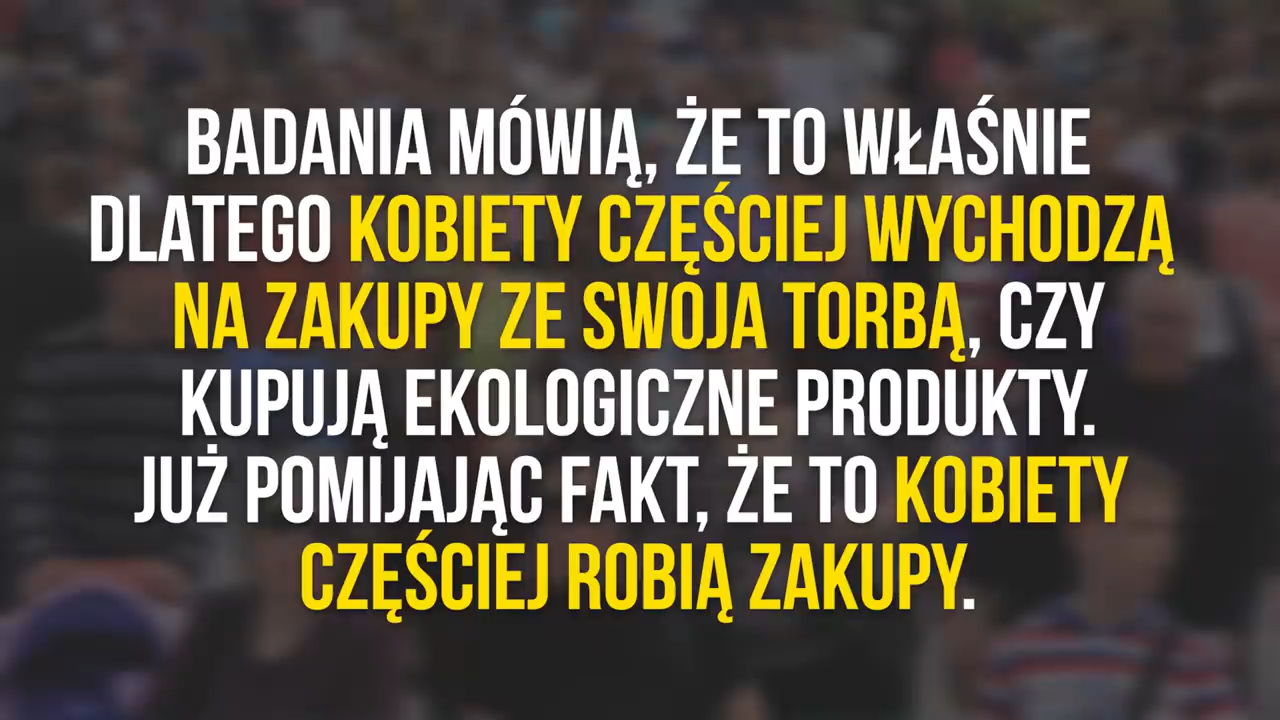 BADANIA MÓWIĄ, ŻE TO WŁAŚNIE
DLATEGO KOBIETY CZĘŚCIEJ WYCHODZĄ
NA ZAKUPY ZE SWOJA TORBĄ, CZY
KUPUJĄ EKOLOGICZNE PRODUKTY.
JUŻ POMIJAJĄC FAKT, ŻE TO KOBIETY
CZĘŚCIEJ ROBIĄ ZAKUPY.